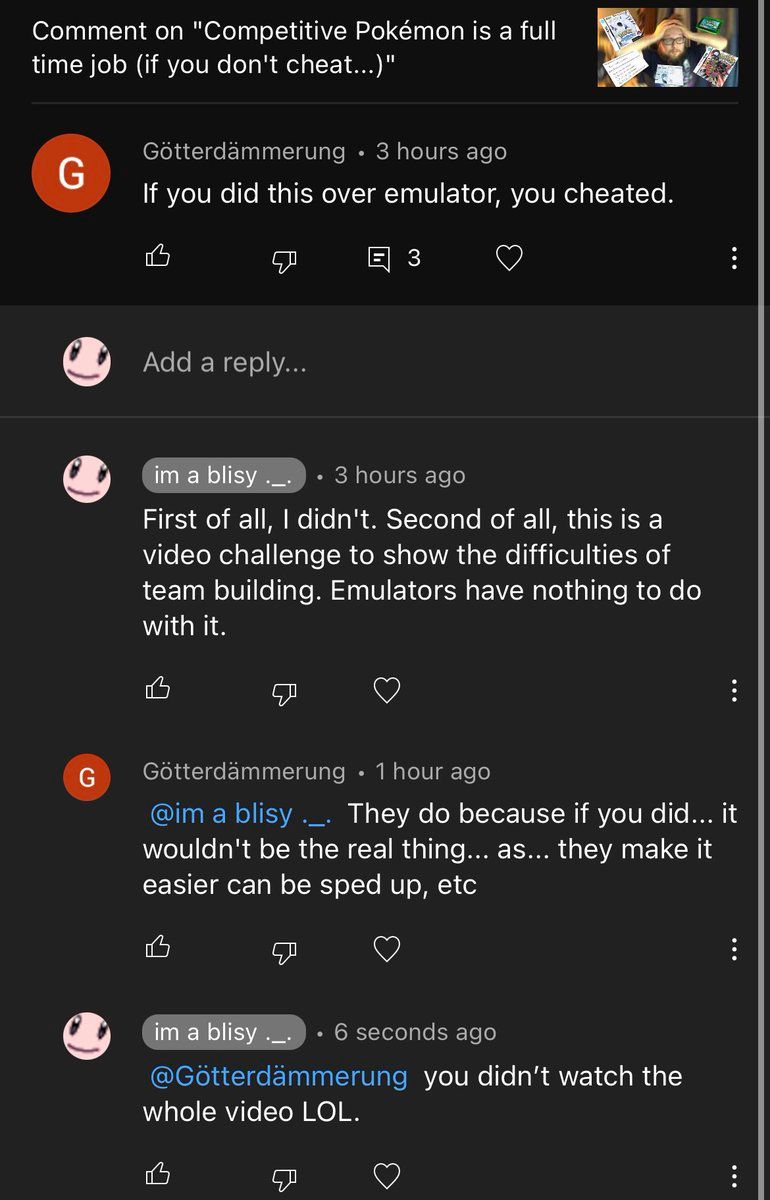 Comment on "Competitive Pokémon is a full
time job (if you don't cheat...)"
G
Götterdämmerung • 3 hours ago
If you did this over emulator, you cheated.
3
Add a reply...
im a blisy ._. • 3 hours ago
First of all, I didn't. Second of all, this is a
video challenge to show the difficulties of
team building. Emulators have nothing to do
with it.
G
Götterdämmerung • 1 hour ago
@im a blisy ._. They do because if you did... it
wouldn't be the real thing... as... they make it
easier can be sped up, etc
im a blisy ._. • 6 seconds ago
@Götterdämmerung you didn’t watch the
whole video LOL.